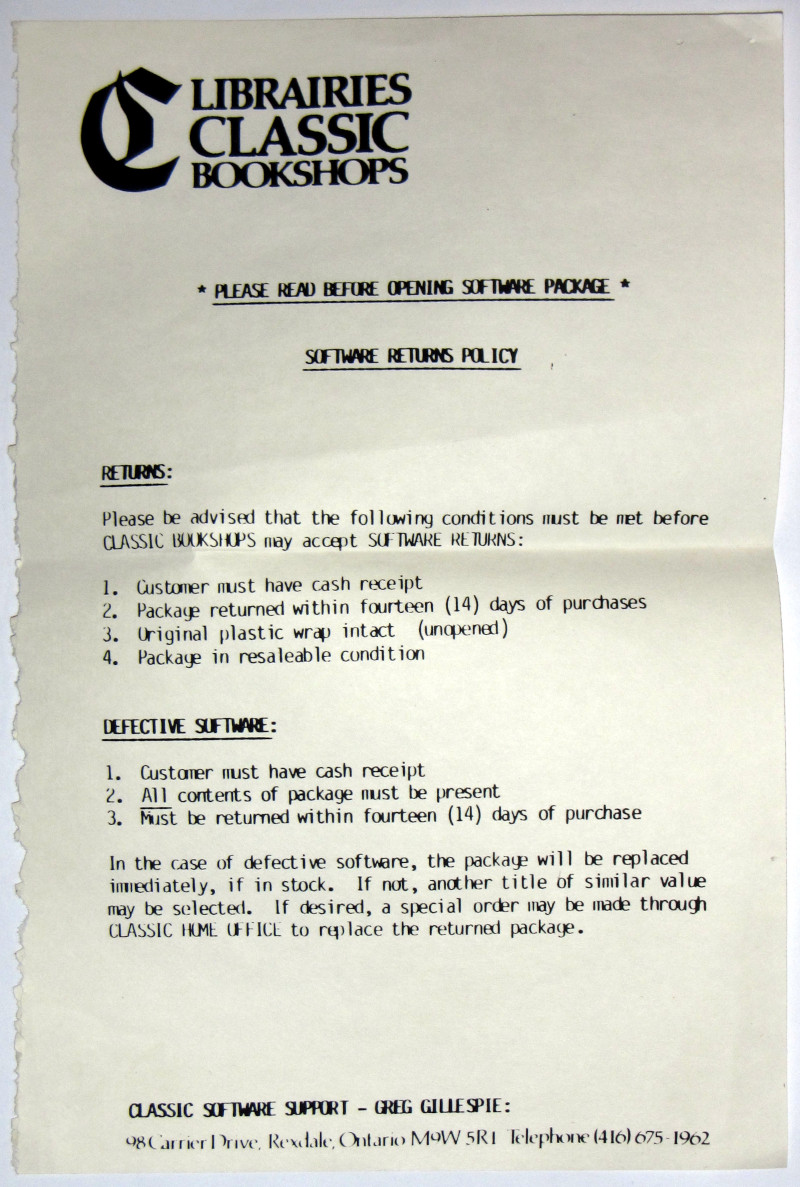 C LIBRAIRIES
CLASSIC
BOOKSHOPS
* PLEASE READ BEFORE OPENING SOFTWARE PACKAGE *
SOFTWARE RETURNS POLICY
RETURNS:
Please be advised that the following conditions must be met before
CLASSIC BOOKSHOPS may accept SOFTWARE RETURNS:
1. Customer must have cash receipt
2. Package returned within fourteen (14) days of purchases
3. Original plastic wrap intact (unopened)
4. Package in resaleable condition
DEFECTIVE SOFTWARE:
1. Customer must have cash receipt
2. All contents of package must be present
3. Must be returned within fourteen (14) days of purchase
In the case of defective software, the package will be replaced
immediately, if in stock. If not, another title of similar value
may be selected. If desired, a special order may be made through
CLASSIC HOME OFFICE to replace the returned package.
CLASSIC SOFTWARE SUPPORT - GREG GILLESPIE:
98 Carrier Drive, Rexdale, Ontario M9W 5R1 Telephone (416) 675-1962